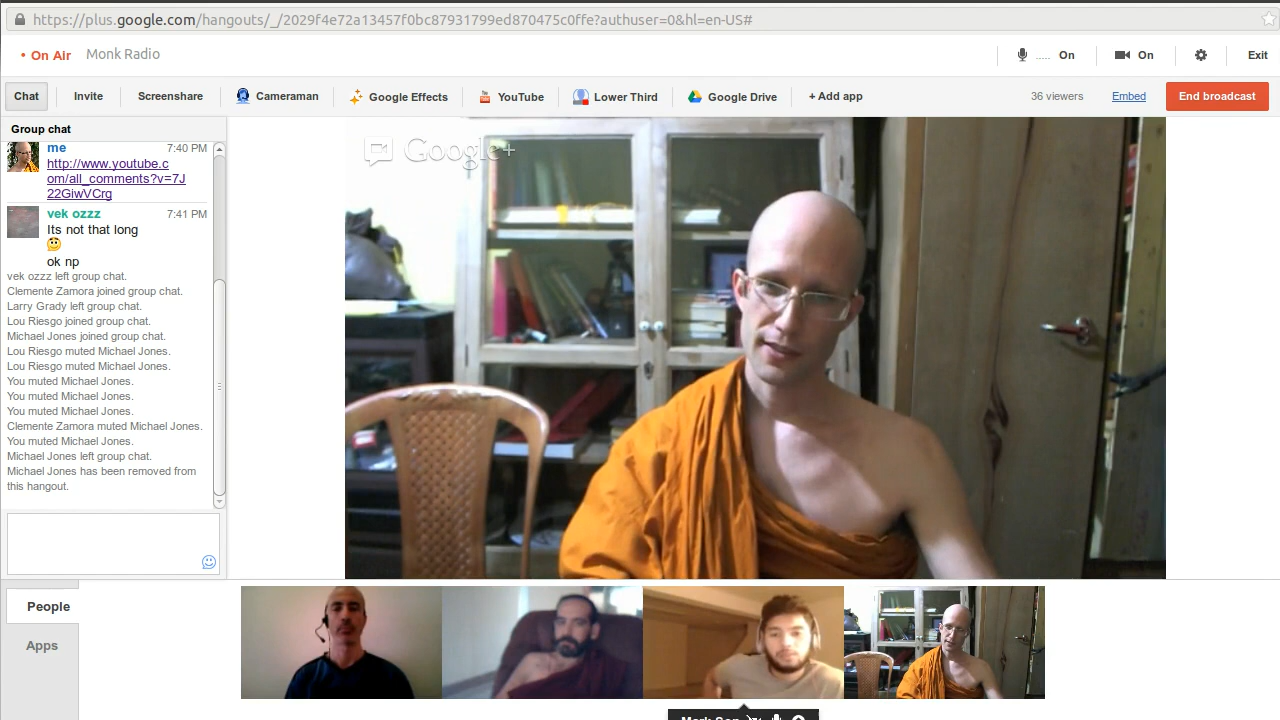 https://plus.google.com/hangouts/_/2029f4e72a13457f0bc87931799ed870475c0ffe?authuser=0&hl=en-US#
• On Air Monk Radio ..... On On Exit
Chat Invite Screenshare Cameraman Google Effects YouTube Lower Third Google Drive + Add app 36 viewers Embed End broadcast
Group chat
me 7:40 PM
http://www.youtube.c
om/all_comments?v=7J
22GiwVCrg
vek ozzz 7:41 PM
Its not that long
ok np
vek ozzz left group chat.
Clemente Zamora joined group chat.
Larry Grady left group chat.
Lou Riesgo joined group chat.
Michael Jones joined group chat.
Lou Riesgo muted Michael Jones.
Lou Riesgo muted Michael Jones.
You muted Michael Jones.
You muted Michael Jones.
You muted Michael Jones.
Clemente Zamora muted Michael Jones.
You muted Michael Jones.
Michael Jones left group chat.
Michael Jones has been removed from
this hangout.
Google+
People
Apps